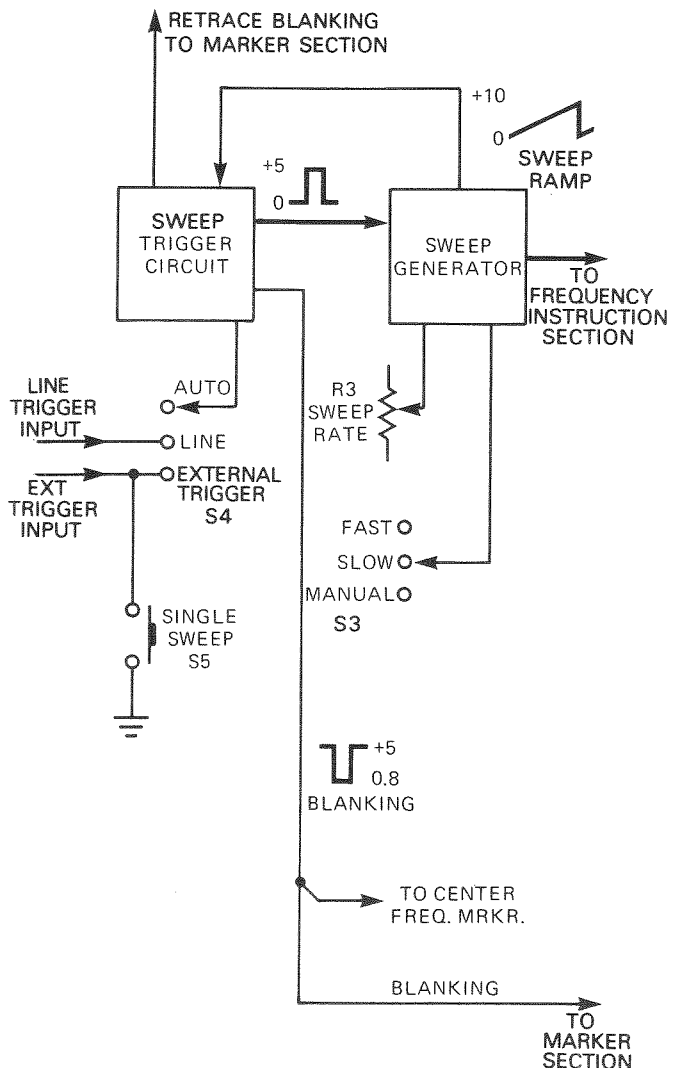 RETRACE BLANKING
TO MARKER SECTION
+10
0
SWEEP
RAMP
+5
0
SWEEP
TRIGGER
CIRCUIT
SWEEP
GENERATOR
TO
FREQUENCY
INSTRUCTION
SECTION
AUTO
LINE
TRIGGER
INPUT
LINE
EXT
TRIGGER
INPUT
EXTERNAL
TRIGGER
S4
R3
SWEEP
RATE
FAST
SLOW
MANUAL
S3
SINGLE
SWEEP
S5
+5
0.8
BLANKING
TO CENTER
FREQ. MRKR.
BLANKING
TO
MARKER
SECTION